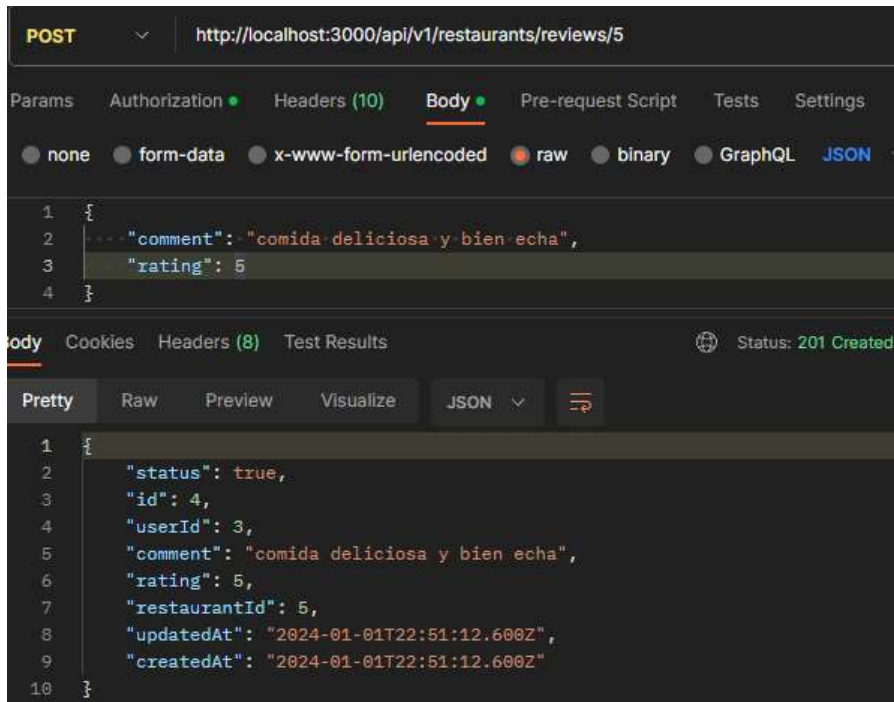 POST http://localhost:3000/api/v1/restaurants/reviews/5
Params Authorization Headers (10) Body Pre-request Script Tests Settings
none form-data x-www-form-urlencoded raw binary GraphQL JSON
1 {
2 "comment": "comida deliciosa y bien echa",
3 "rating": 5
4 }
Body Cookies Headers (8) Test Results Status: 201 Created
Pretty Raw Preview Visualize JSON
1 {
2 "status": true,
3 "id": 4,
4 "userId": 3,
5 "comment": "comida deliciosa y bien echa",
6 "rating": 5,
7 "restaurantId": 5,
8 "updatedAt": "2024-01-01T22:51:12.600Z",
9 "createdAt": "2024-01-01T22:51:12.600Z"
10 }